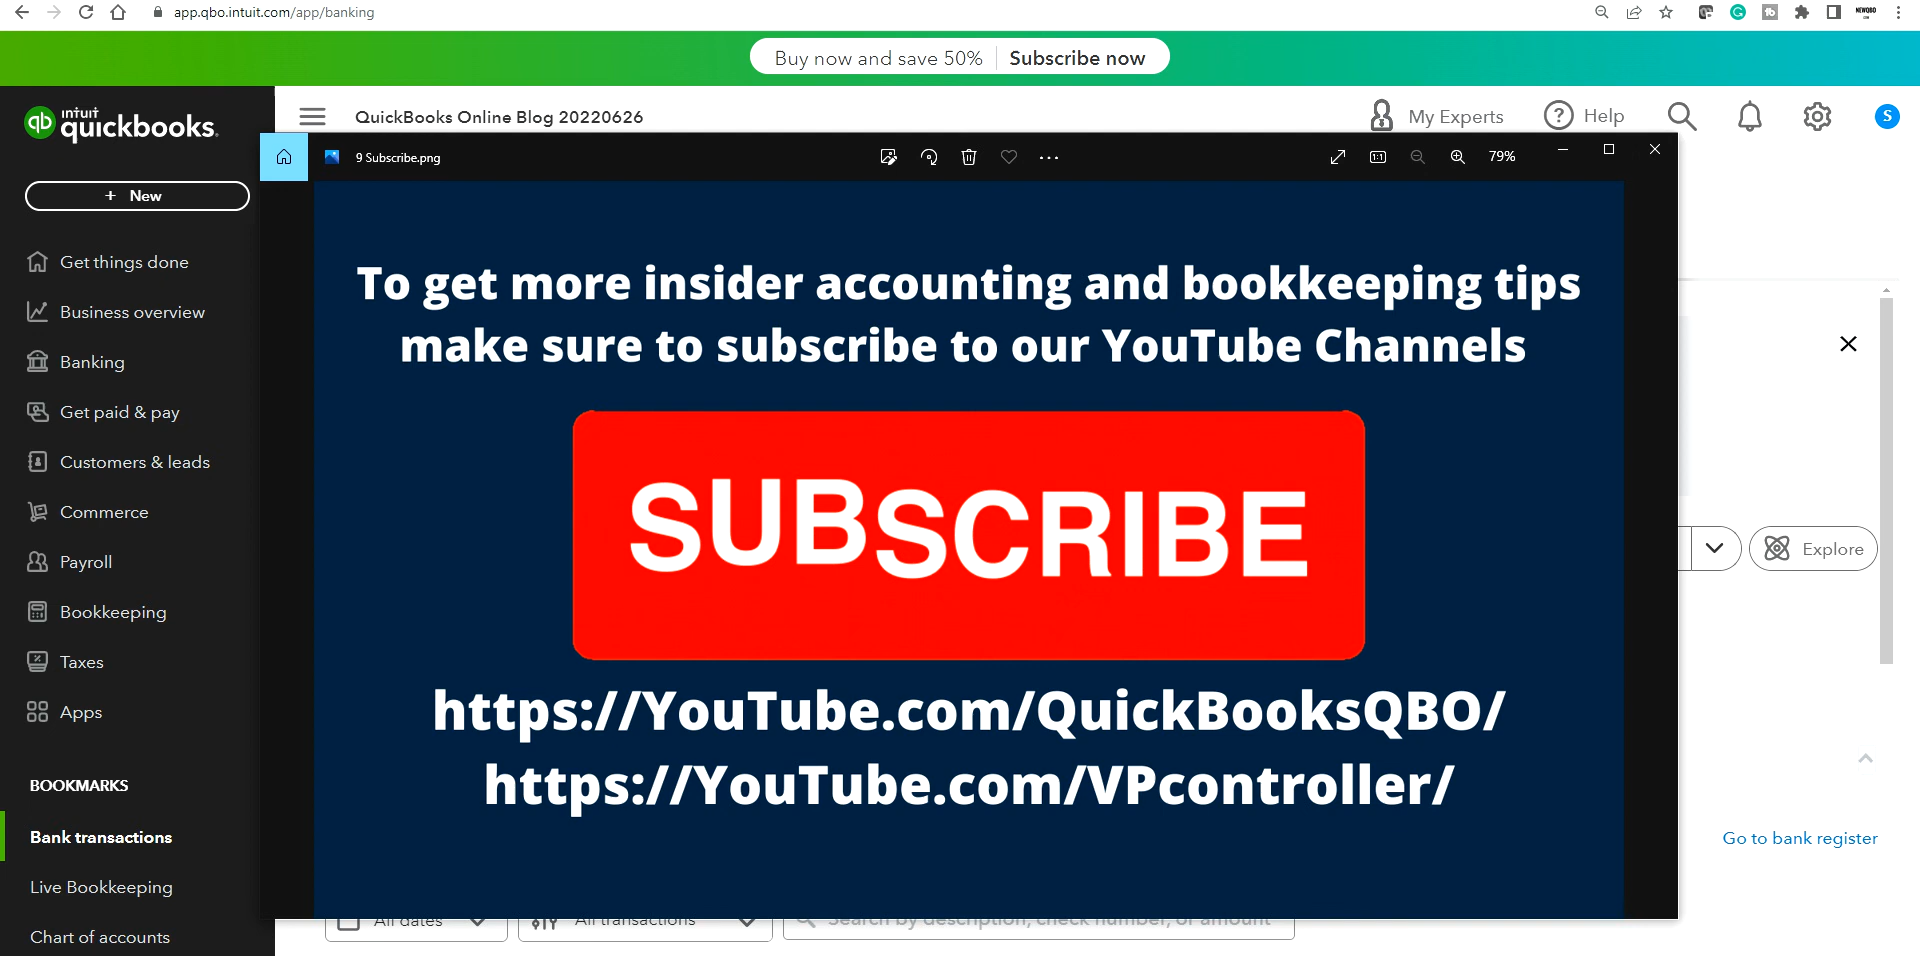 app.qbo.intuit.com/app/banking
NEWQBO
Buy now and save 50% Subscribe now
intuit
quickbooks.
QuickBooks Online Blog 20220626
My Experts
Help
S
9 Subscribe.png
1:1
79%
+ New
Get things done
Business overview
Banking
Get paid & pay
Customers & leads
Commerce
Payroll
Bookkeeping
Taxes
Apps
BOOKMARKS
Bank transactions
Live Bookkeeping
Chart of accounts
To get more insider accounting and bookkeeping tips
make sure to subscribe to our YouTube Channels
SUBSCRIBE
https://YouTube.com/QuickBooksQBO/
https://YouTube.com/VPcontroller/
Explore
Go to bank register
All dates
All transactions
Search by description, check number, or amount